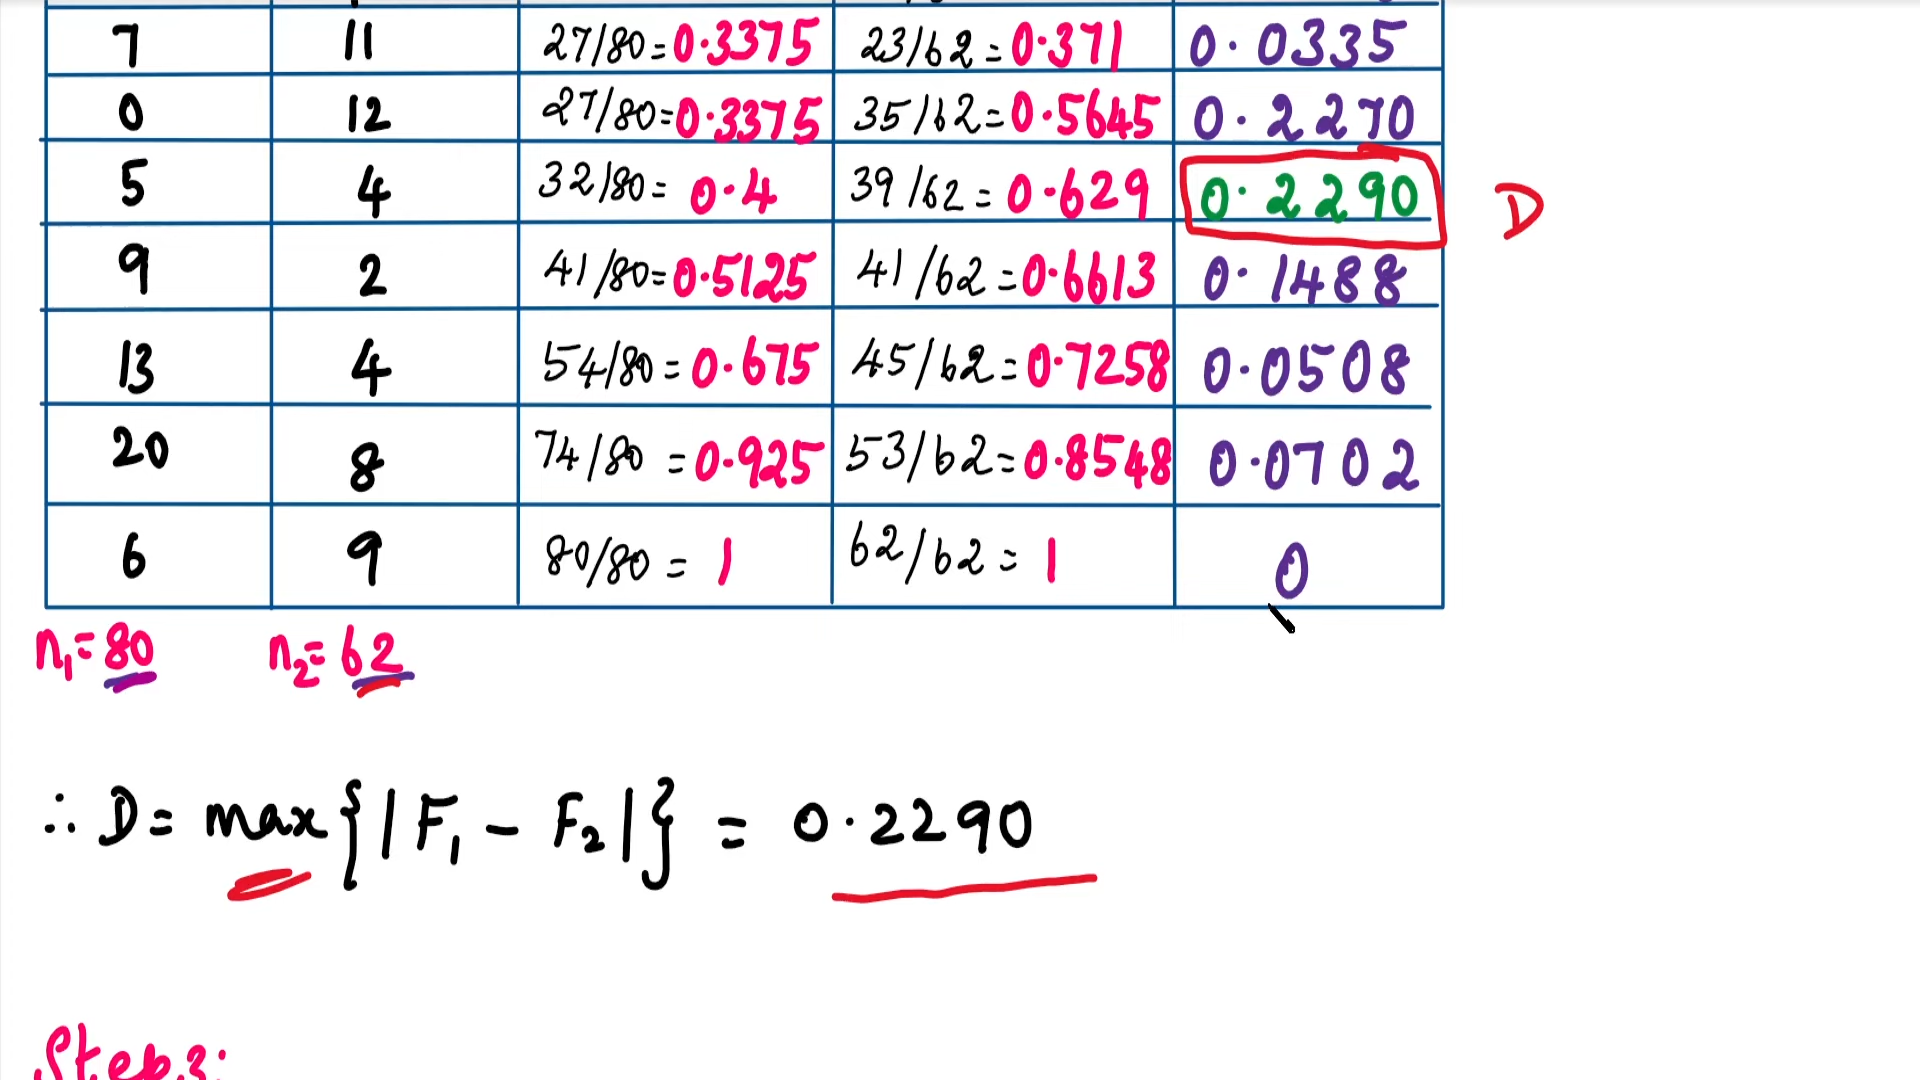 7 11 27/80=0.3375 23/62=0.371 0.0335
0 12 27/80=0.3375 35/62=0.5645 0.2270
5 4 32/80=0.4 39/62=0.629 0.2290 D
9 2 41/80=0.5125 41/62=0.6613 0.1488
13 4 54/80=0.675 45/62=0.7258 0.0508
20 8 74/80=0.925 53/62=0.8548 0.0702
6 9 80/80=1 62/62=1 0
n₁=80 n₂=62
∴ D=max{|F₁-F₂|}=0.2290